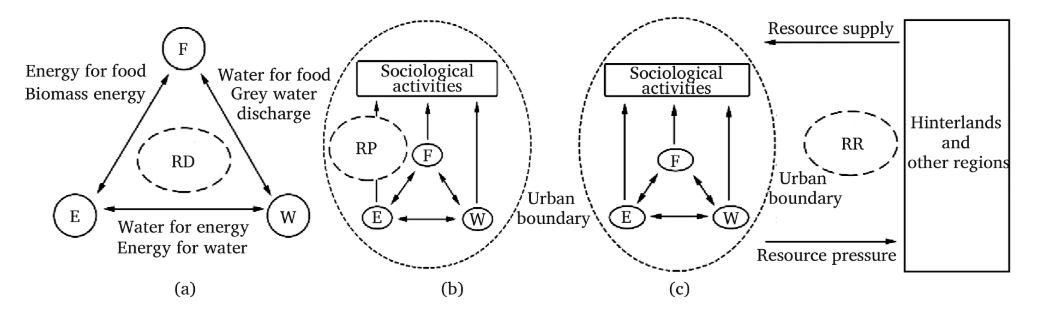 F
Energy for food
Biomass energy
Water for food
Grey water
discharge
RD
E
W
Water for energy
Energy for water
(a)
Sociological
activities
RP
F
E
W
Urban
boundary
(b)
Sociological
activities
F
E
W
Urban
boundary
(c)
Resource supply
RR
Resource pressure
Hinterlands
and
other regions